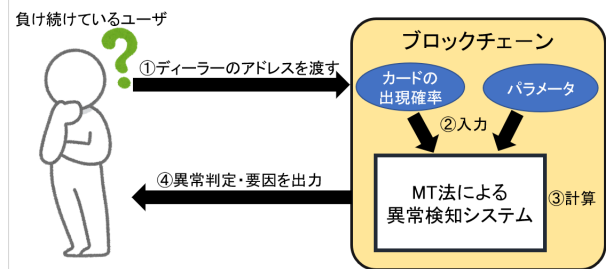 負け続けているユーザ
?
①ディーラーのアドレスを渡す
ブロックチェーン
カードの
出現確率
パラメータ
②入力
④異常判定・要因を出力
MT法による
異常検知システム
③計算